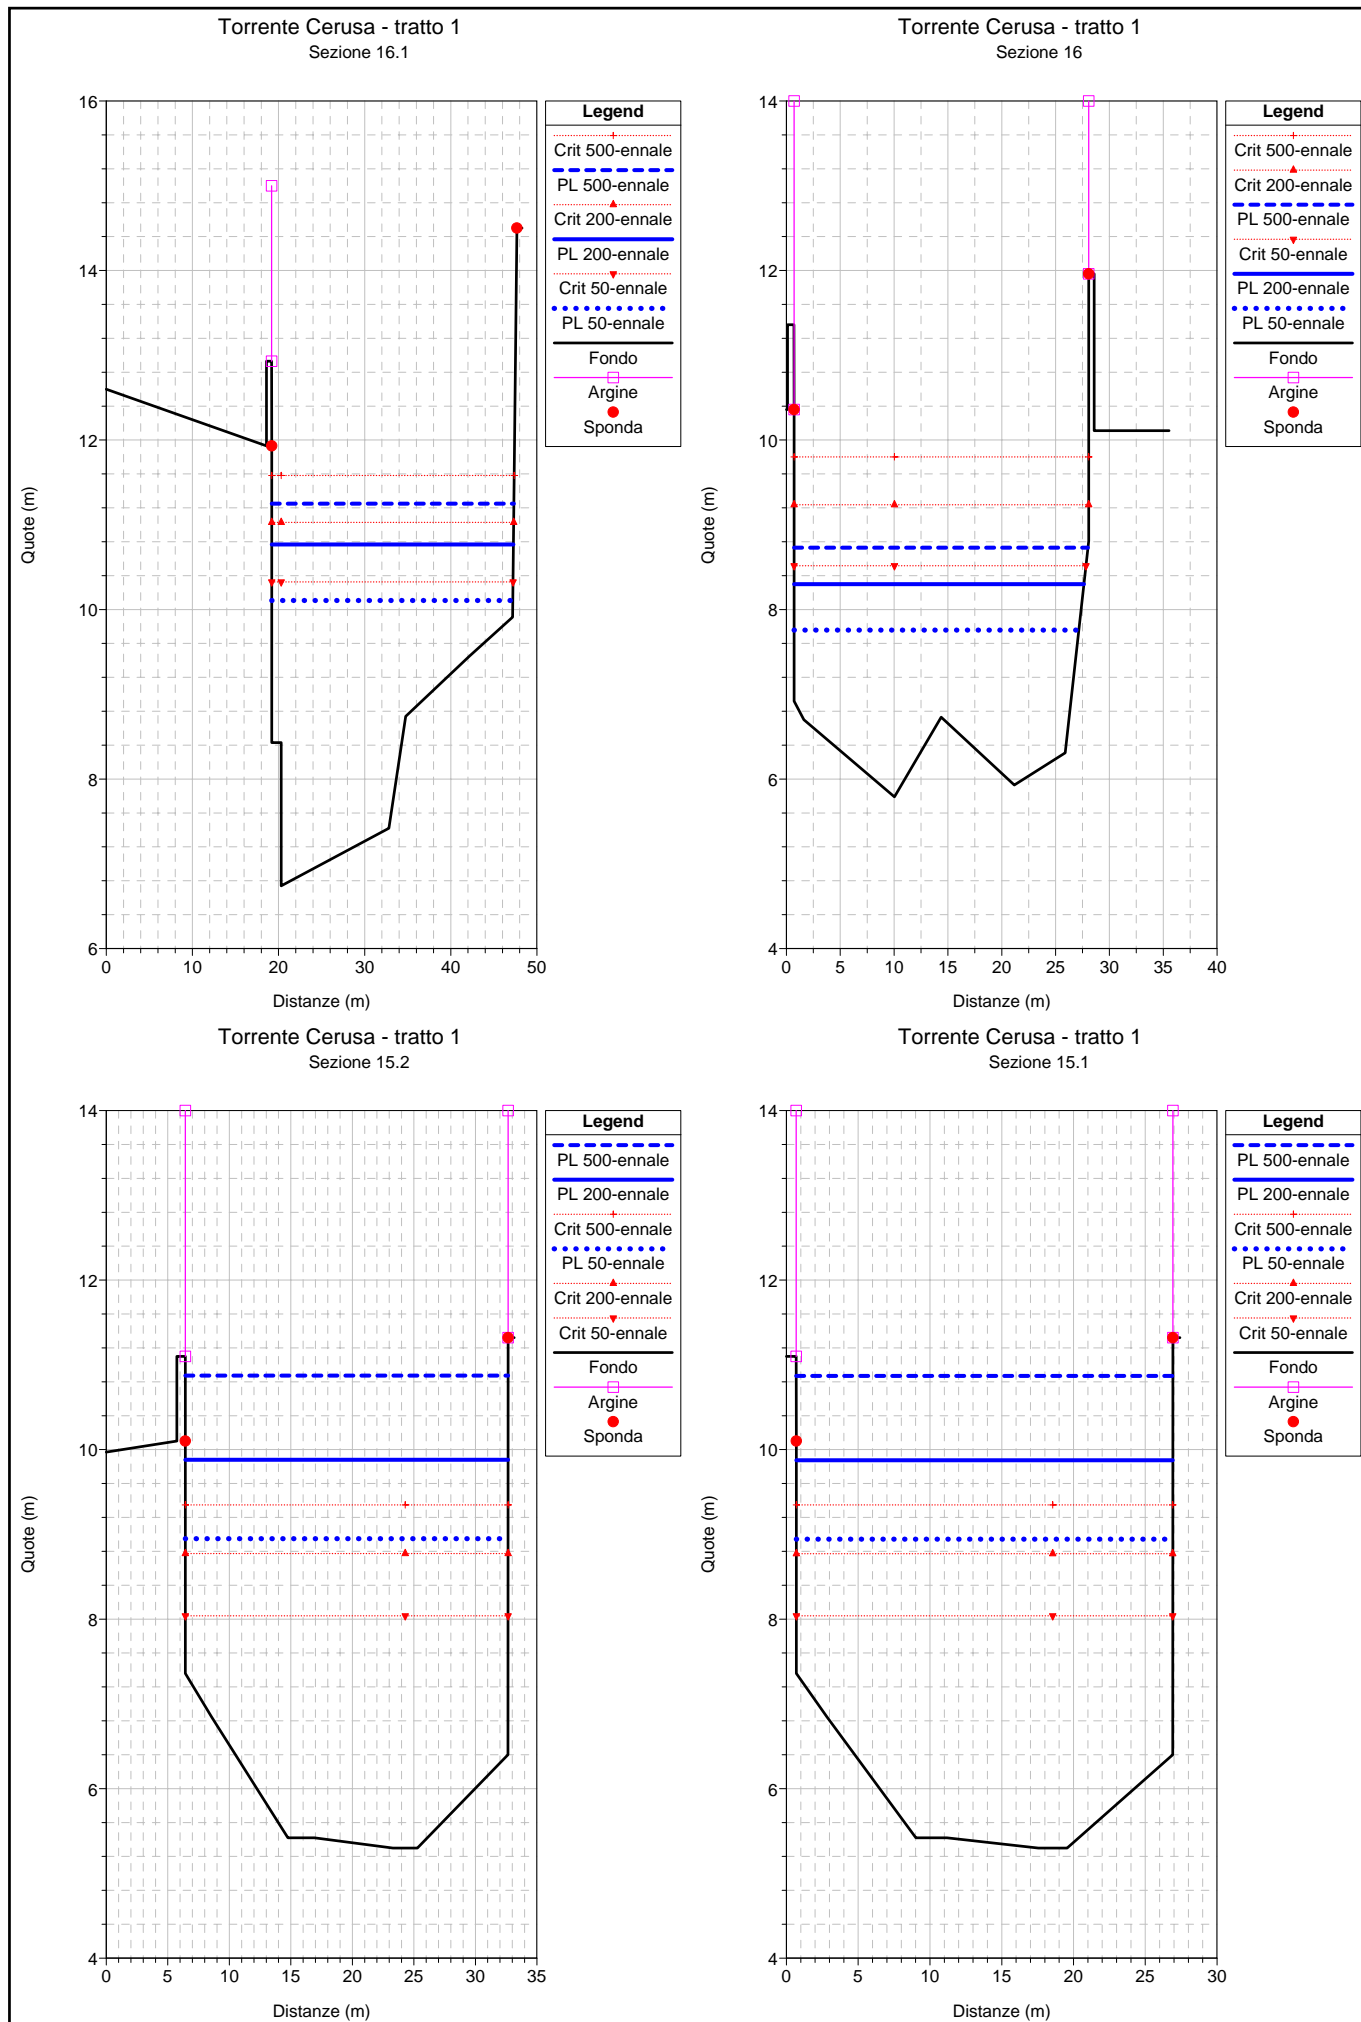 Torrente Cerusa - tratto 1
Sezione 16.1
16
14
12
10
8
6
Quote (m)
0 10 20 30 40 50
Distanze (m)
Legend
Crit 500-ennale
PL 500-ennale
Crit 200-ennale
PL 200-ennale
Crit 50-ennale
PL 50-ennale
Fondo
Argine
Sponda
Torrente Cerusa - tratto 1
Sezione 16
14
12
10
8
6
4
Quote (m)
0 5 10 15 20 25 30 35 40
Distanze (m)
Legend
Crit 500-ennale
Crit 200-ennale
PL 500-ennale
Crit 50-ennale
PL 200-ennale
PL 50-ennale
Fondo
Argine
Sponda
Torrente Cerusa - tratto 1
Sezione 15.2
14
12
10
8
6
4
Quote (m)
0 5 10 15 20 25 30 35
Distanze (m)
Legend
PL 500-ennale
PL 200-ennale
Crit 500-ennale
PL 50-ennale
Crit 200-ennale
Crit 50-ennale
Fondo
Argine
Sponda
Torrente Cerusa - tratto 1
Sezione 15.1
14
12
10
8
6
4
Quote (m)
0 5 10 15 20 25 30
Distanze (m)
Legend
PL 500-ennale
PL 200-ennale
Crit 500-ennale
PL 50-ennale
Crit 200-ennale
Crit 50-ennale
Fondo
Argine
Sponda